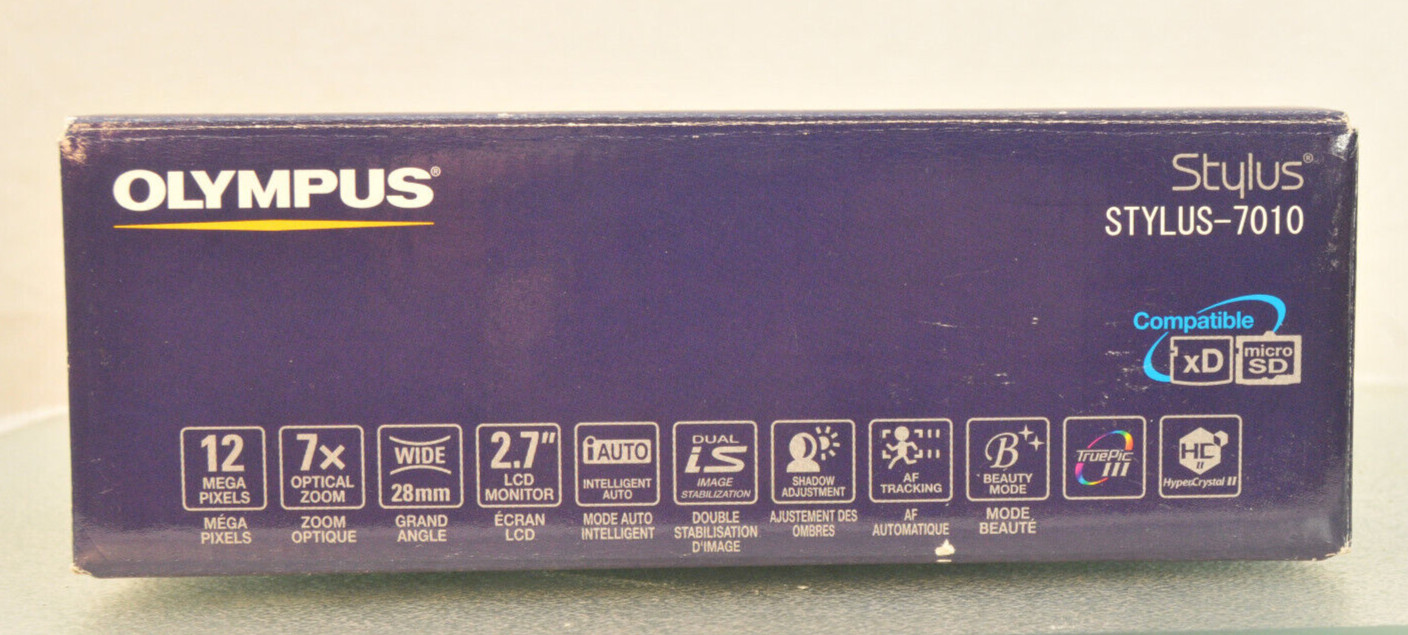 OLYMPUS®
Stylus®
STYLUS-7010
Compatible
xD
micro
SD
12
MEGA
PIXELS
MÉGA
PIXELS
7x
OPTICAL
ZOOM
ZOOM
OPTIQUE
WIDE
28mm
GRAND
ANGLE
2.7"
LCD
MONITOR
ÉCRAN
LCD
iAUTO
INTELLIGENT
AUTO
MODE AUTO
INTELLIGENT
DUAL
iS
IMAGE
STABILIZATION
DOUBLE
STABILISATION
D'IMAGE
SHADOW
ADJUSTMENT
AJUSTEMENT DES
OMBRES
AF
TRACKING
AF
AUTOMATIQUE
B
BEAUTY
MODE
MODE
BEAUTÉ
TruePic
III
HC
II
HyperCrystal II